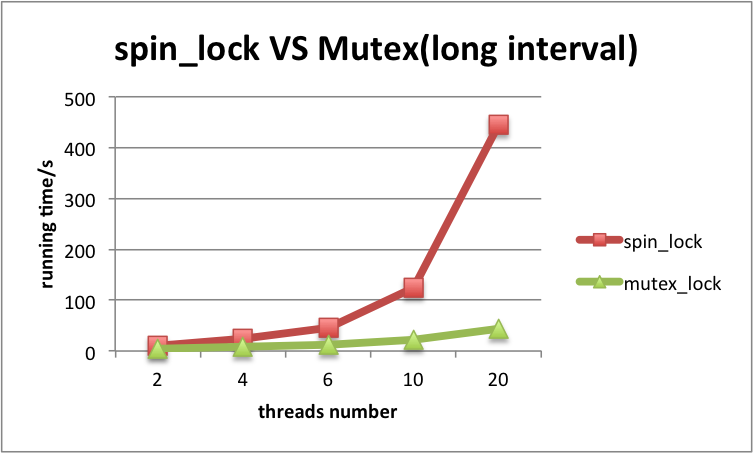 spin_lock VS Mutex(long interval)
500
400
300
200
100
0
running time/s
2 4 6 10 20
threads number
spin_lock
mutex_lock